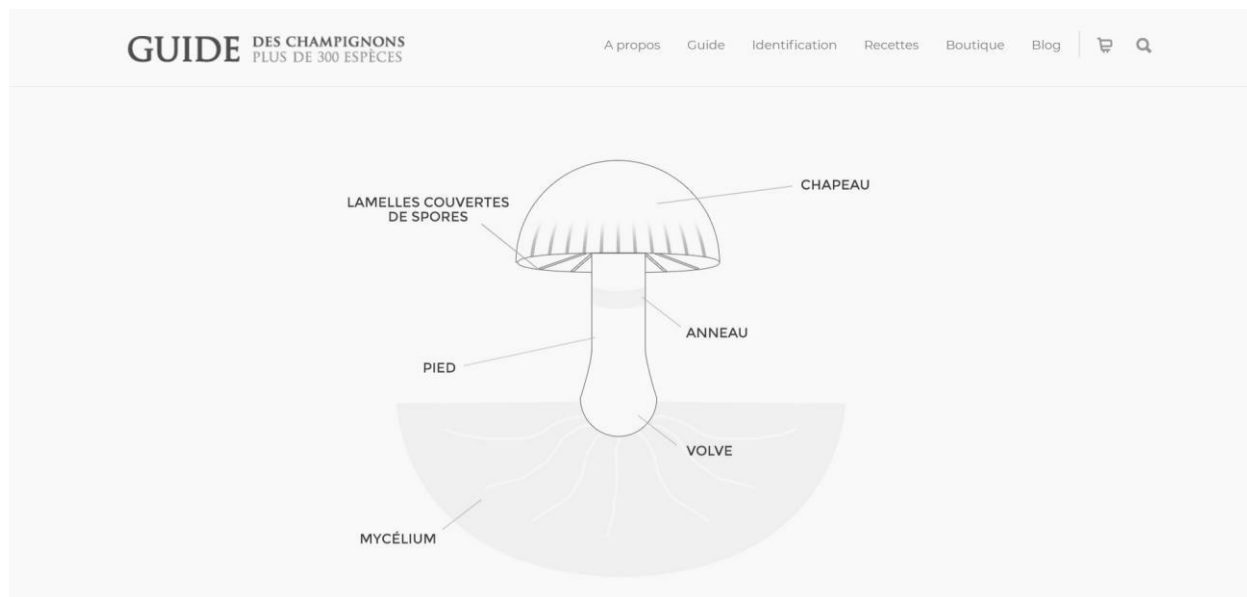 GUIDE DES CHAMPIGNONS
PLUS DE 300 ESPÈCES
A propos Guide Identification Recettes Boutique Blog
CHAPEAU
LAMELLES COUVERTES
DE SPORES
ANNEAU
PIED
VOLVE
MYCÉLIUM